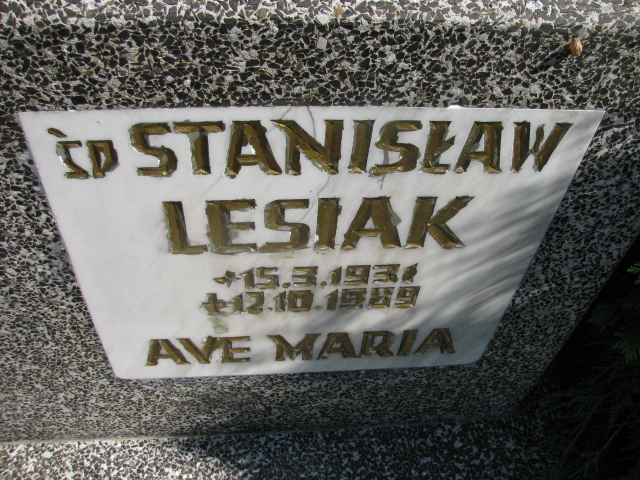 ŚP STANISŁAW
LESIAK
*15.3.1931
†12.10.1989
AVE MARIA